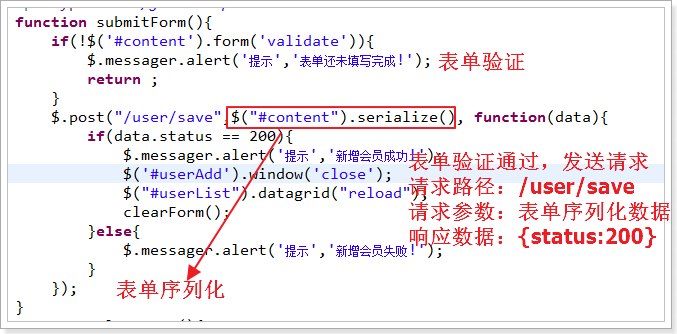 function submitForm(){
if(!$('#content').form('validate')){
$.messager.alert('提示','表单还未填写完成!');
表单验证
return ;
}
$.post("/user/save",$("#content").serialize(), function(data){
if(data.status == 200){
$.messager.alert('提示','新增会员成功!')
表单验证通过，发送请求
$('#userAdd').window('close');
请求路径：/user/save
$("#userList").datagrid("reload");
请求参数：表单序列化数据
clearForm();
响应数据：{status:200}
}else{
$.messager.alert('提示','新增会员失败!');
}
表单序列化
});
}